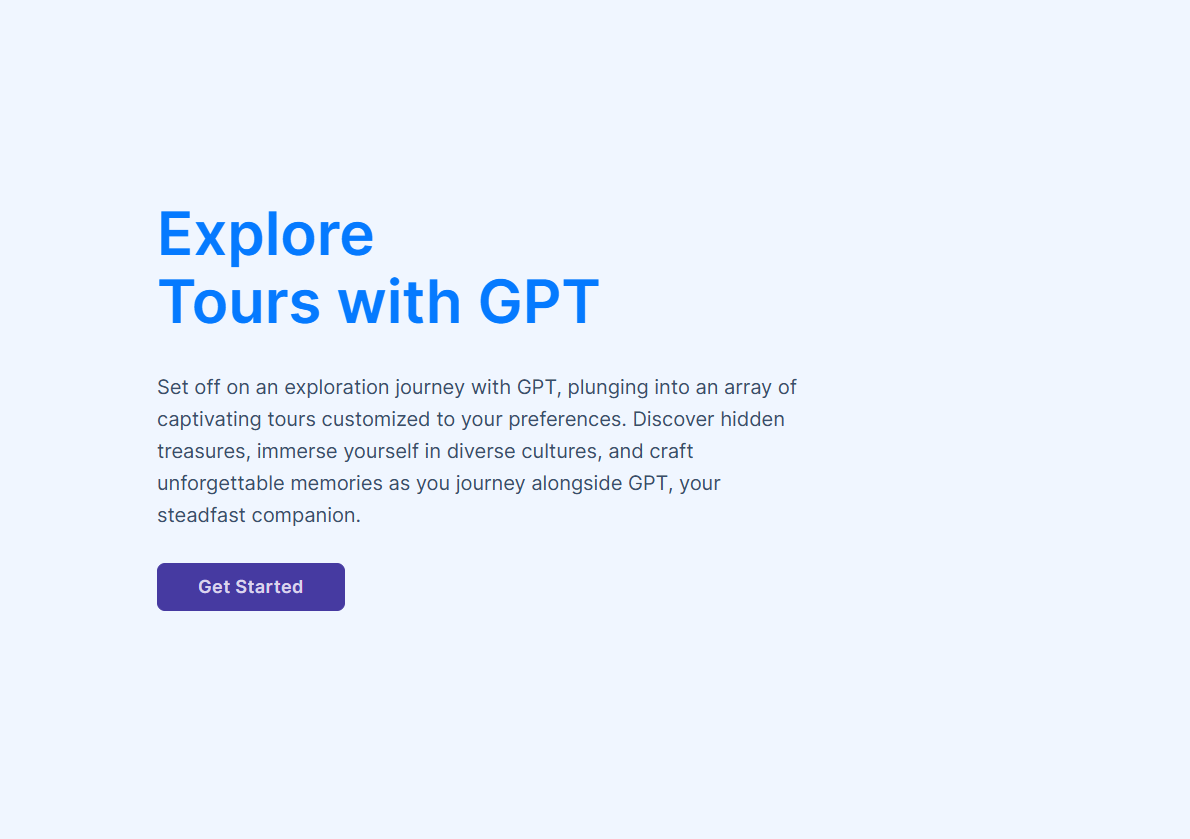 Explore
Tours with GPT
Set off on an exploration journey with GPT, plunging into an array of
captivating tours customized to your preferences. Discover hidden
treasures, immerse yourself in diverse cultures, and craft
unforgettable memories as you journey alongside GPT, your
steadfast companion.
Get Started